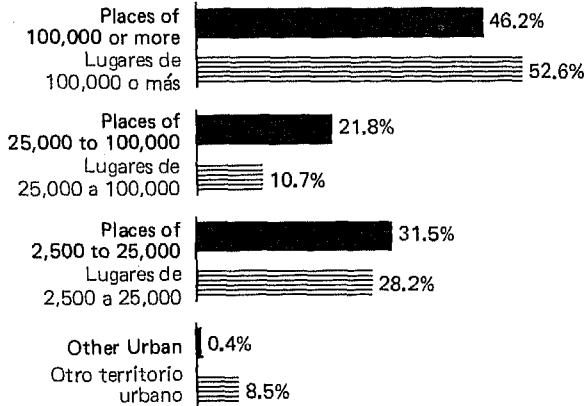 Places of
100,000 or more
46.2%
Lugares de
100,000 o más
52.6%
Places of
25,000 to 100,000
21.8%
Lugares de
25,000 a 100,000
10.7%
Places of
2,500 to 25,000
31.5%
Lugares de
2,500 a 25,000
28.2%
Other Urban
0.4%
Otro territorio
urbano
8.5%